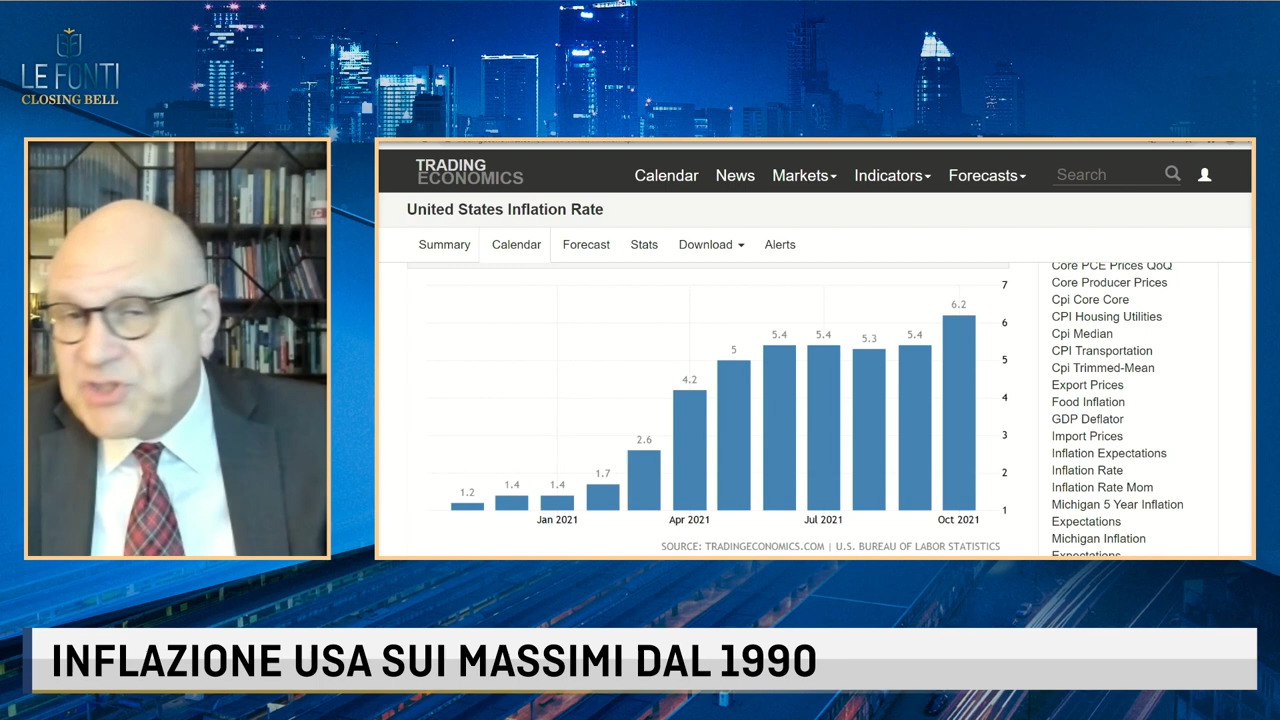 LE FONTI
CLOSING BELL
TRADING
ECONOMICS
Calendar News Markets Indicators Forecasts Search
United States Inflation Rate
Summary Calendar Forecast Stats Download Alerts
7
6
5
4
3
2
1
1.2 1.4 1.4 1.7 2.6 4.2 5 5.4 5.4 5.3 5.4 6.2
Jan 2021 Apr 2021 Jul 2021 Oct 2021
SOURCE: TRADINGECONOMICS.COM | U.S. BUREAU OF LABOR STATISTICS
Core PCE Prices QoQ
Core Producer Prices
Cpi Core Core
CPI Housing Utilities
Cpi Median
CPI Transportation
Cpi Trimmed-Mean
Export Prices
Food Inflation
GDP Deflator
Import Prices
Inflation Expectations
Inflation Rate
Inflation Rate Mom
Michigan 5 Year Inflation
Expectations
Michigan Inflation
Expectations
INFLAZIONE USA SUI MASSIMI DAL 1990